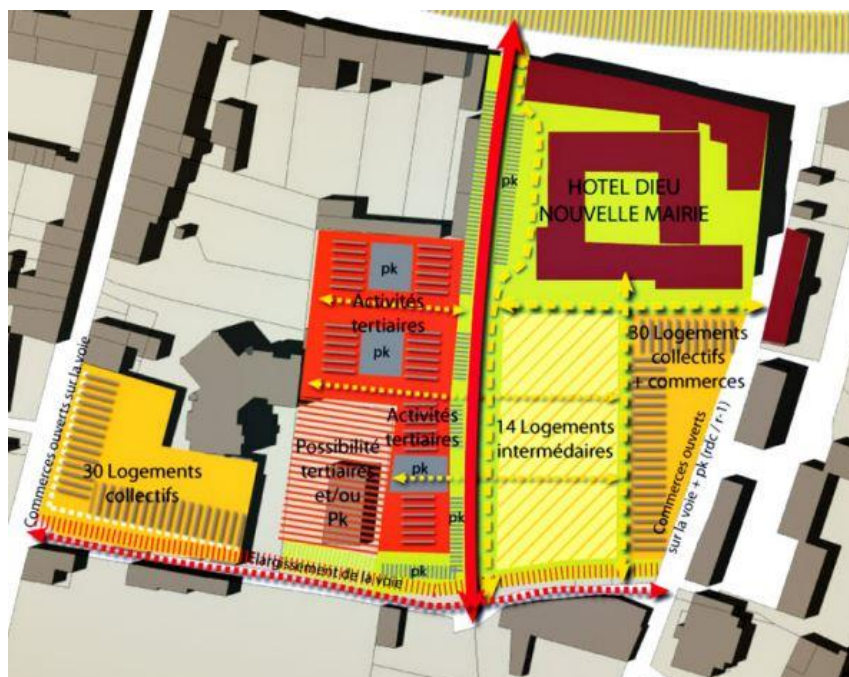 HOTEL DIEU
NOUVELLE MAIRIE
pk
pk
Activités
tertiaires
pk
30 Logements
collectifs
+ commerces
Commerces ouverts sur la voie
Activités
tertiaires
14 Logements
intermédaires
Possibilité
tertiaires
et/ou
Pk
pk
30 Logements
collectifs
Commerces ouverts
sur la voie + pk (rdc / r-1)
pk
Elargissement de la voie
pk